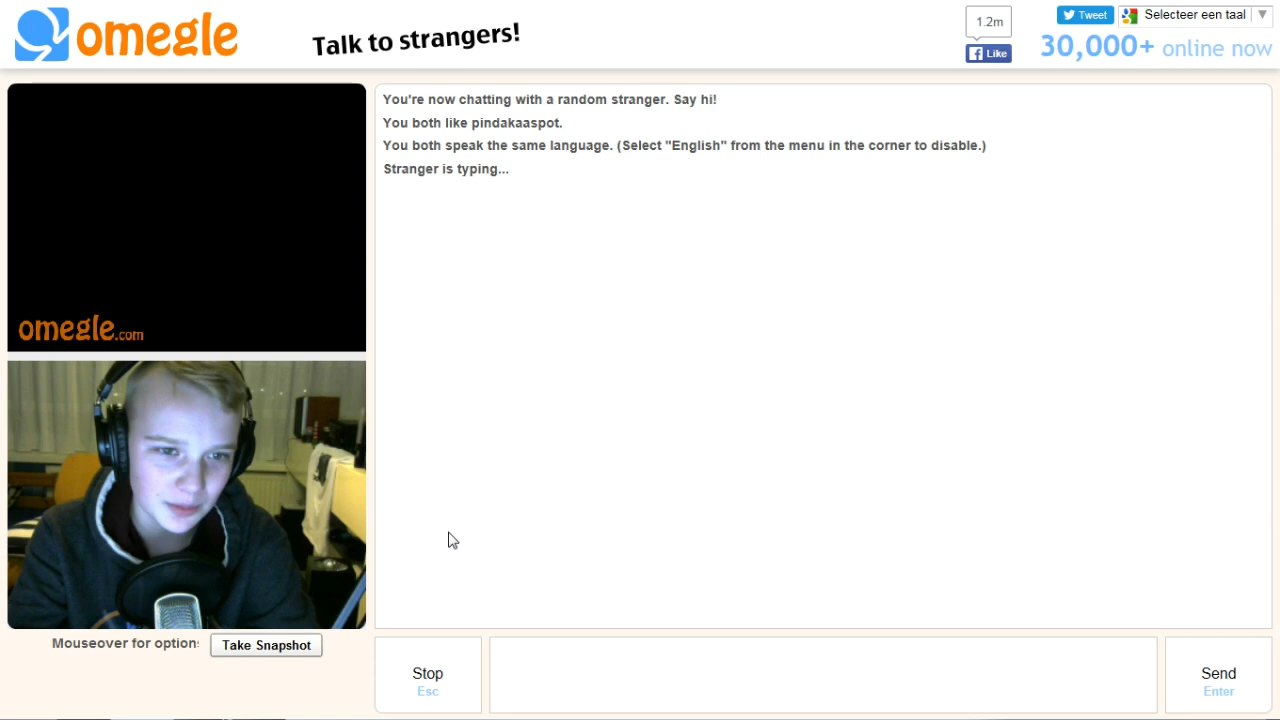 omegle
Talk to strangers!
1.2m
Like
Tweet
Selecteer een taal ▼
30,000+ online now
You're now chatting with a random stranger. Say hi!
You both like pindakaaspot.
You both speak the same language. (Select "English" from the menu in the corner to disable.)
Stranger is typing...
omegle.com
Mouseover for option
Take Snapshot
Stop
Esc
Send
Enter